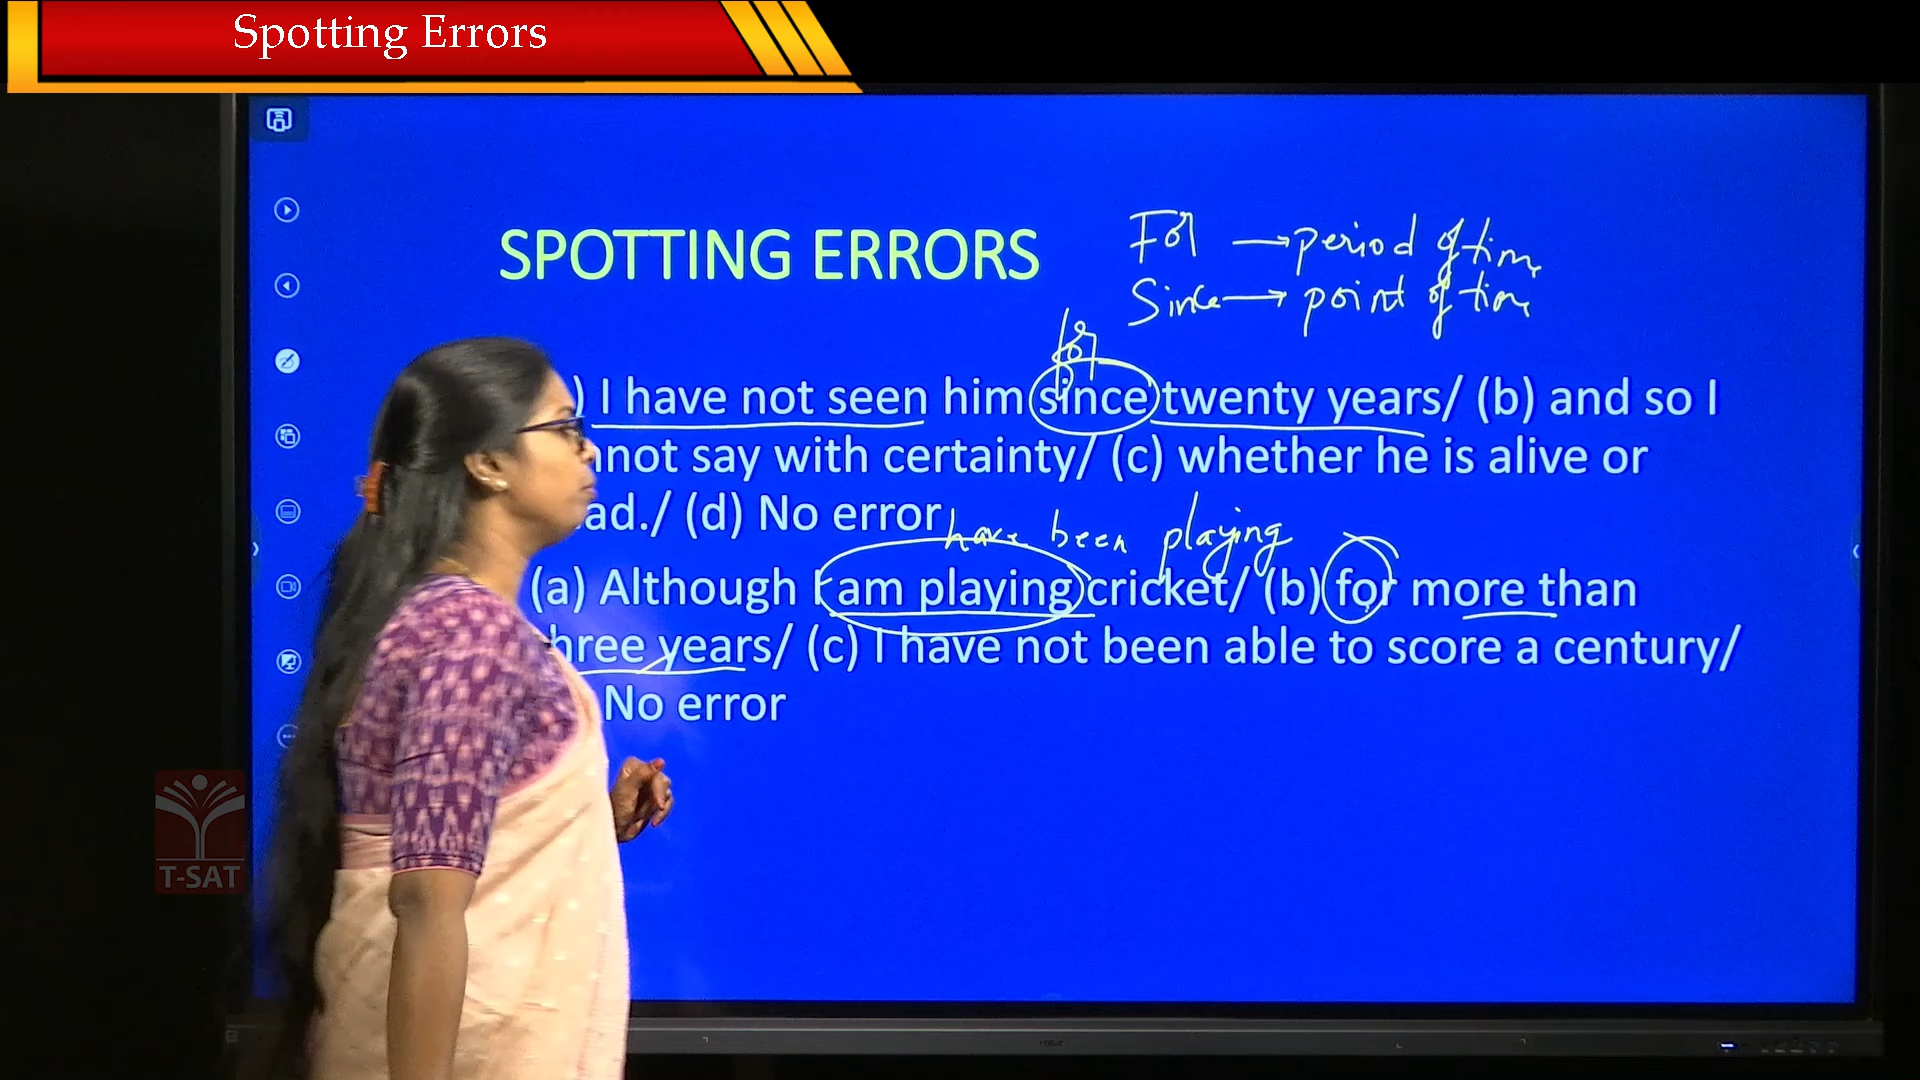 Spotting Errors
SPOTTING ERRORS
For → period of time
Since → point of time
for
) I have not seen him since twenty years/ (b) and so I
nnot say with certainty/ (c) whether he is alive or
ad./ (d) No error
have been playing
(a) Although I am playing cricket/ (b) for more than
hree years/ (c) I have not been able to score a century/
No error
T-SAT